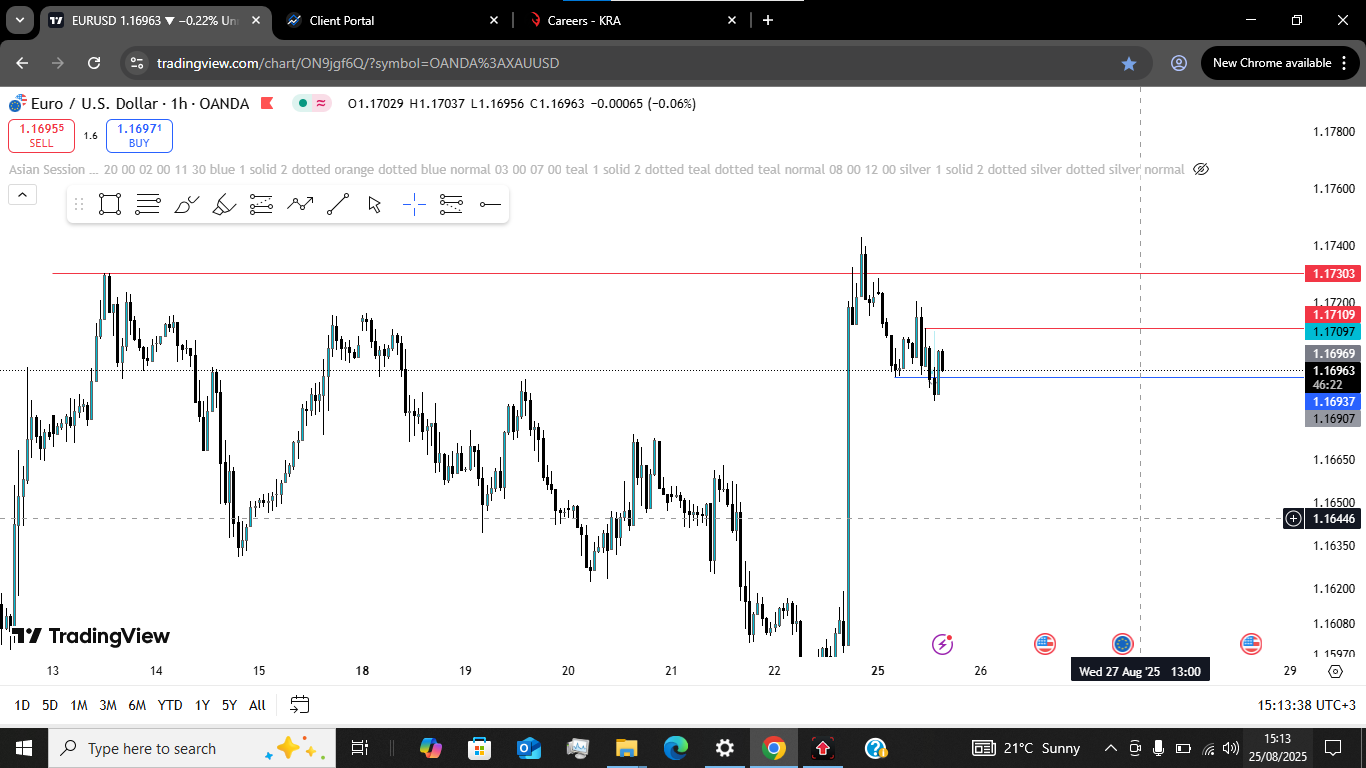 EURUSD 1.16963 ▼ −0.22% Un
Client Portal
Careers - KRA
tradingview.com/chart/ON9jgf6Q/?symbol=OANDA%3AXAUUSD
New Chrome available
Euro / U.S. Dollar · 1h · OANDA
O1.17029 H1.17037 L1.16956 C1.16963 −0.00065 (−0.06%)
1.16955
SELL
1.6
1.16971
BUY
Asian Session ... 20 00 02 00 11 30 blue 1 solid 2 dotted orange dotted blue normal 03 00 07 00 teal 1 solid 2 dotted teal dotted teal normal 08 00 12 00 silver 1 solid 2 dotted silver dotted silver normal
1.17800
1.17600
1.17400
1.17303
1.17200
1.17109
1.17097
1.16969
1.16963
46:22
1.16937
1.16907
1.16650
1.16500
1.16446
1.16350
1.16200
1.16080
1.15970
TradingView
13
14
15
18
19
20
21
22
25
26
Wed 27 Aug '25 13:00
29
1D 5D 1M 3M 6M YTD 1Y 5Y All
15:13:38 UTC+3
Type here to search
21°C Sunny
15:13
25/08/2025